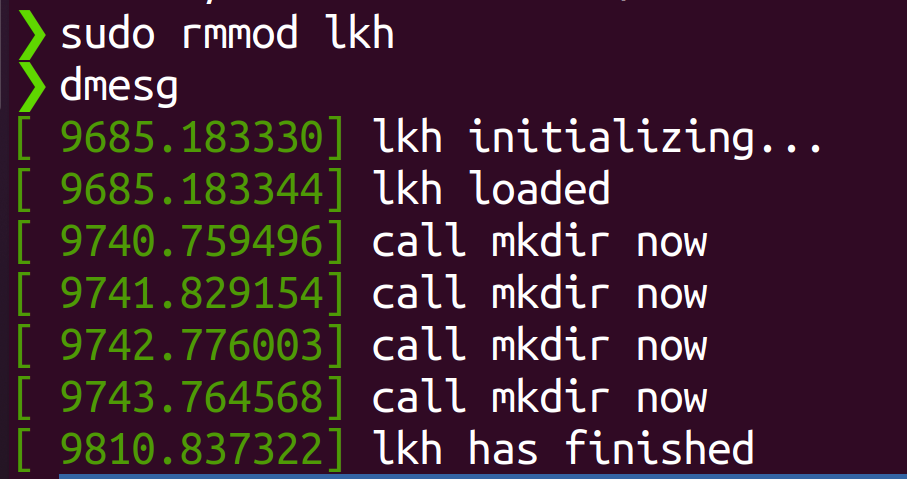 ❯ sudo rmmod lkh
❯ dmesg
[ 9685.183330] lkh initializing...
[ 9685.183344] lkh loaded
[ 9740.759496] call mkdir now
[ 9741.829154] call mkdir now
[ 9742.776003] call mkdir now
[ 9743.764568] call mkdir now
[ 9810.837322] lkh has finished